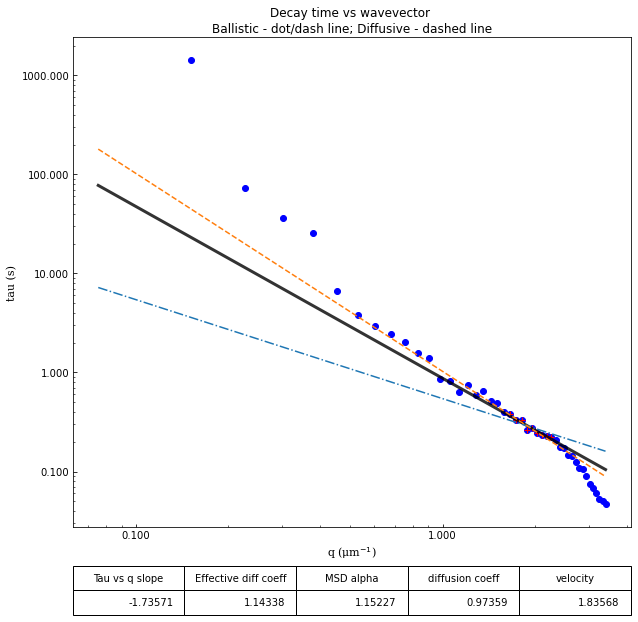 Decay time vs wavevector
Ballistic - dot/dash line; Diffusive - dashed line
1000.000
100.000
10.000
1.000
0.100
tau (s)
0.100 1.000
q (μm⁻¹)
Tau vs q slope Effective diff coeff MSD alpha diffusion coeff velocity
-1.73571 1.14338 1.15227 0.97359 1.83568